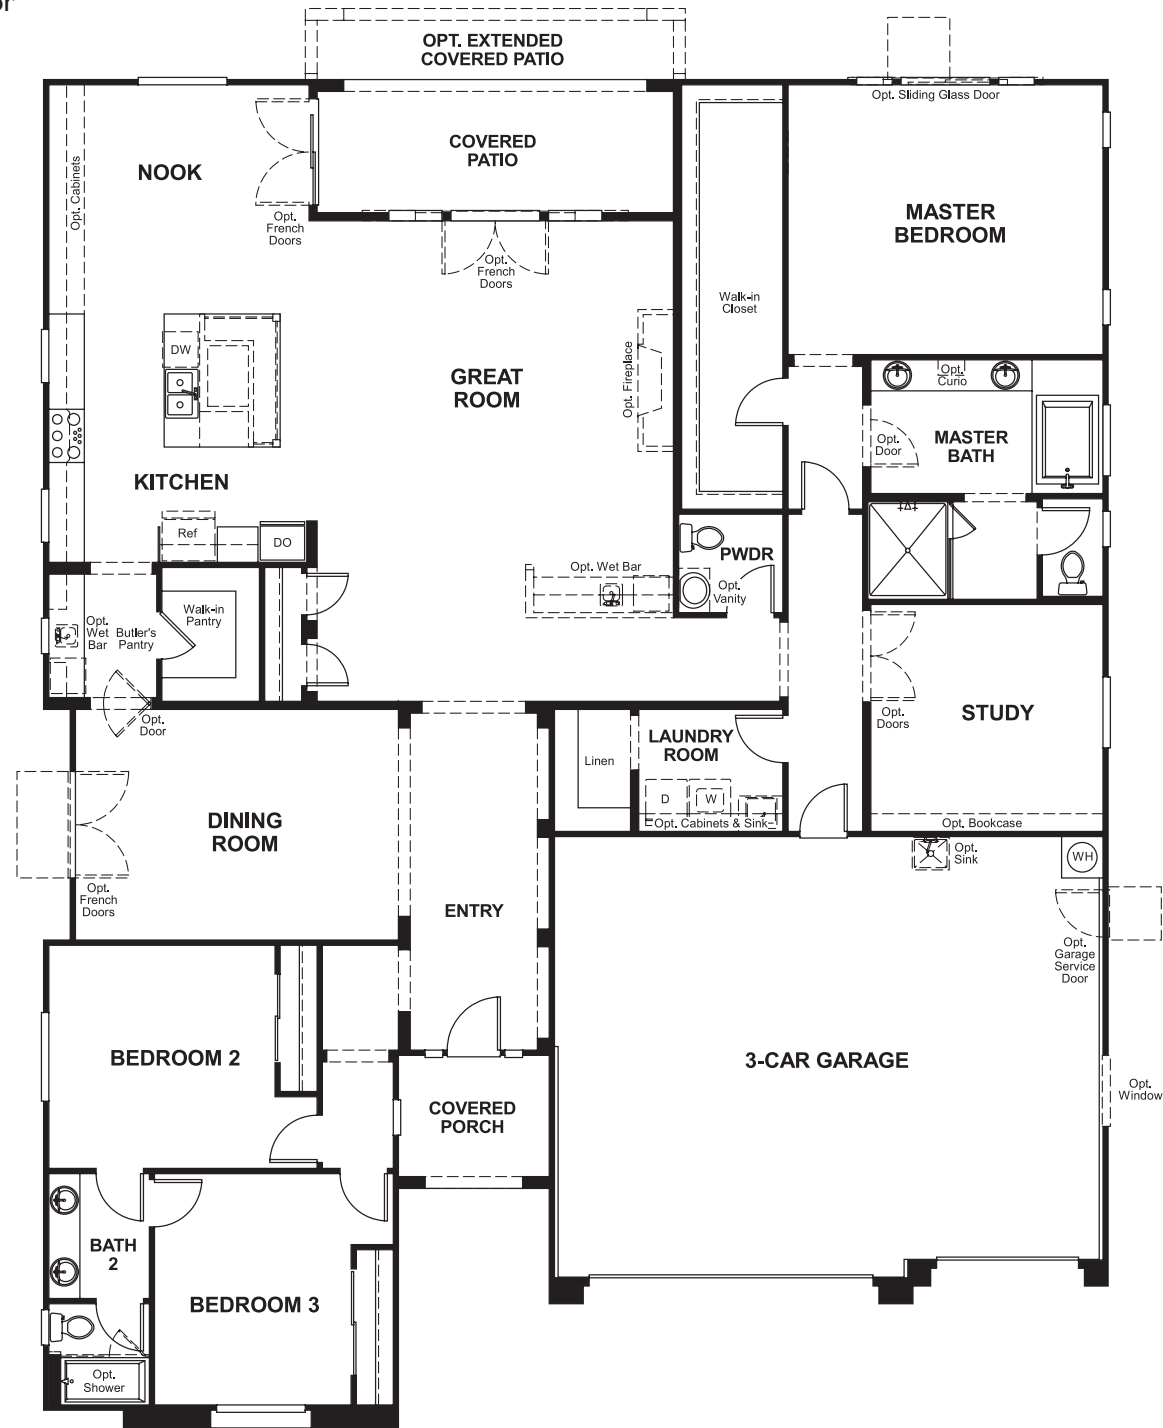 or
OPT. EXTENDED
COVERED PATIO
Opt. Sliding Glass Door
COVERED
PATIO
NOOK
Opt. Cabinets
Opt.
French
Doors
MASTER
BEDROOM
Opt.
French
Doors
Walk-in
Closet
DW
GREAT
ROOM
Opt. Fireplace
Opt.
Curio
Opt.
Door
MASTER
BATH
KITCHEN
Ref
DO
PWDR
Opt. Wet Bar
Opt.
Vanity
Walk-in
Pantry
Opt.
Wet
Bar
Butler's
Pantry
Opt.
Door
Opt.
Doors
STUDY
LAUNDRY
ROOM
Linen
D
W
Opt. Cabinets & Sink
Opt. Bookcase
DINING
ROOM
Opt.
Sink
WH
Opt.
French
Doors
ENTRY
Opt.
Garage
Service
Door
BEDROOM 2
3-CAR GARAGE
Opt.
Window
COVERED
PORCH
BATH
2
BEDROOM 3
Opt.
Shower